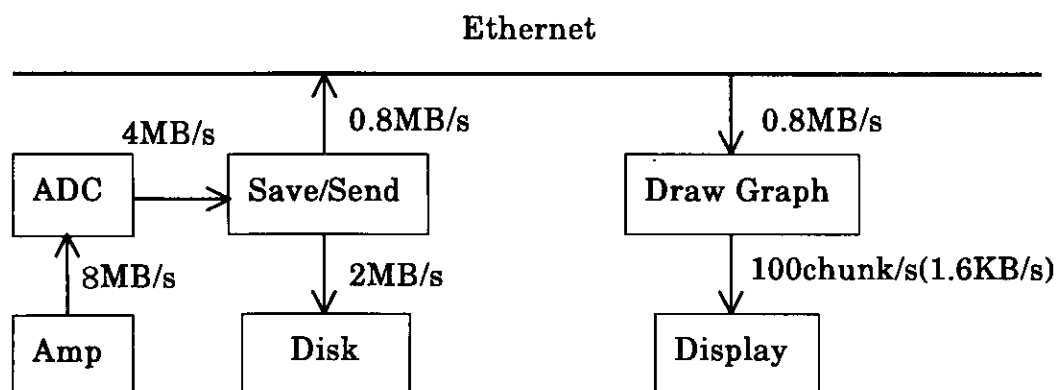 Ethernet
4MB/s
0.8MB/s
0.8MB/s
ADC
Save/Send
Draw Graph
8MB/s
2MB/s
100chunk/s(1.6KB/s)
Amp
Disk
Display